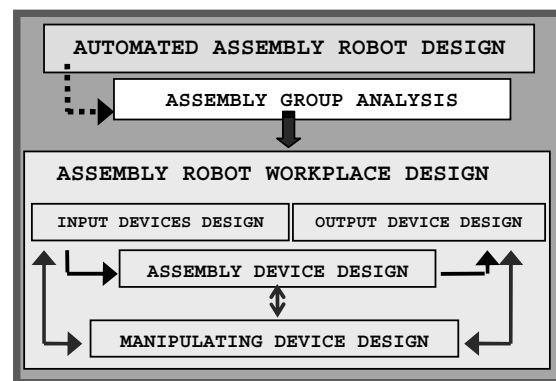 AUTOMATED ASSEMBLY ROBOT DESIGN
ASSEMBLY GROUP ANALYSIS
ASSEMBLY ROBOT WORKPLACE DESIGN
INPUT DEVICES DESIGN
OUTPUT DEVICE DESIGN
ASSEMBLY DEVICE DESIGN
MANIPULATING DEVICE DESIGN